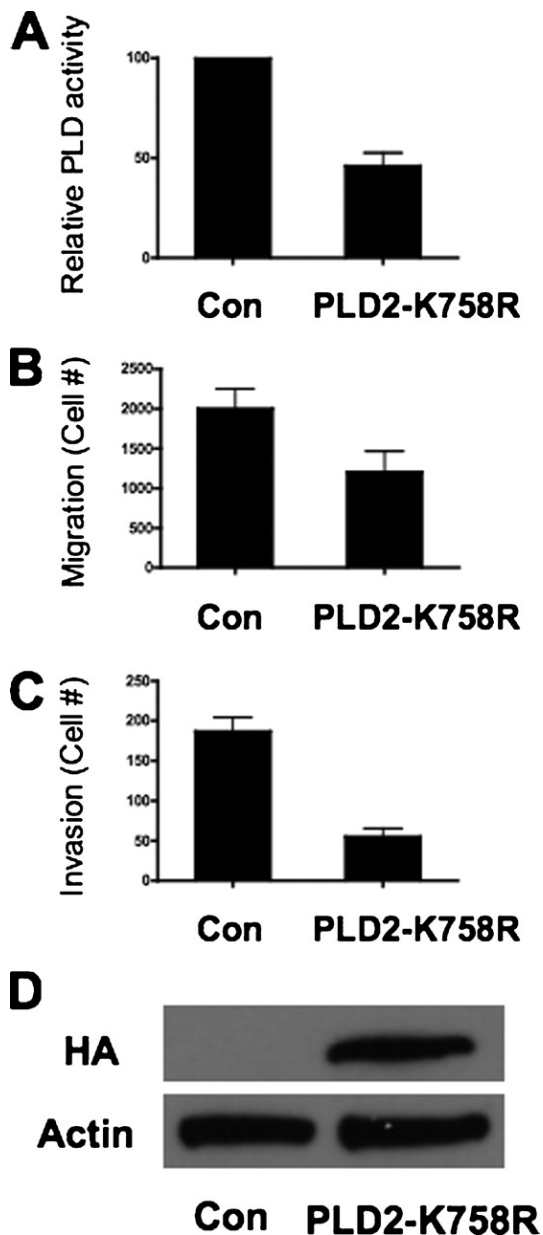 A
Relative PLD activity
100
50
0
Con PLD2-K758R
B
Migration (Cell #)
2500
2000
1500
1000
500
0
Con PLD2-K758R
C
Invasion (Cell #)
250
200
150
100
50
0
Con PLD2-K758R
D
HA
Actin
Con PLD2-K758R